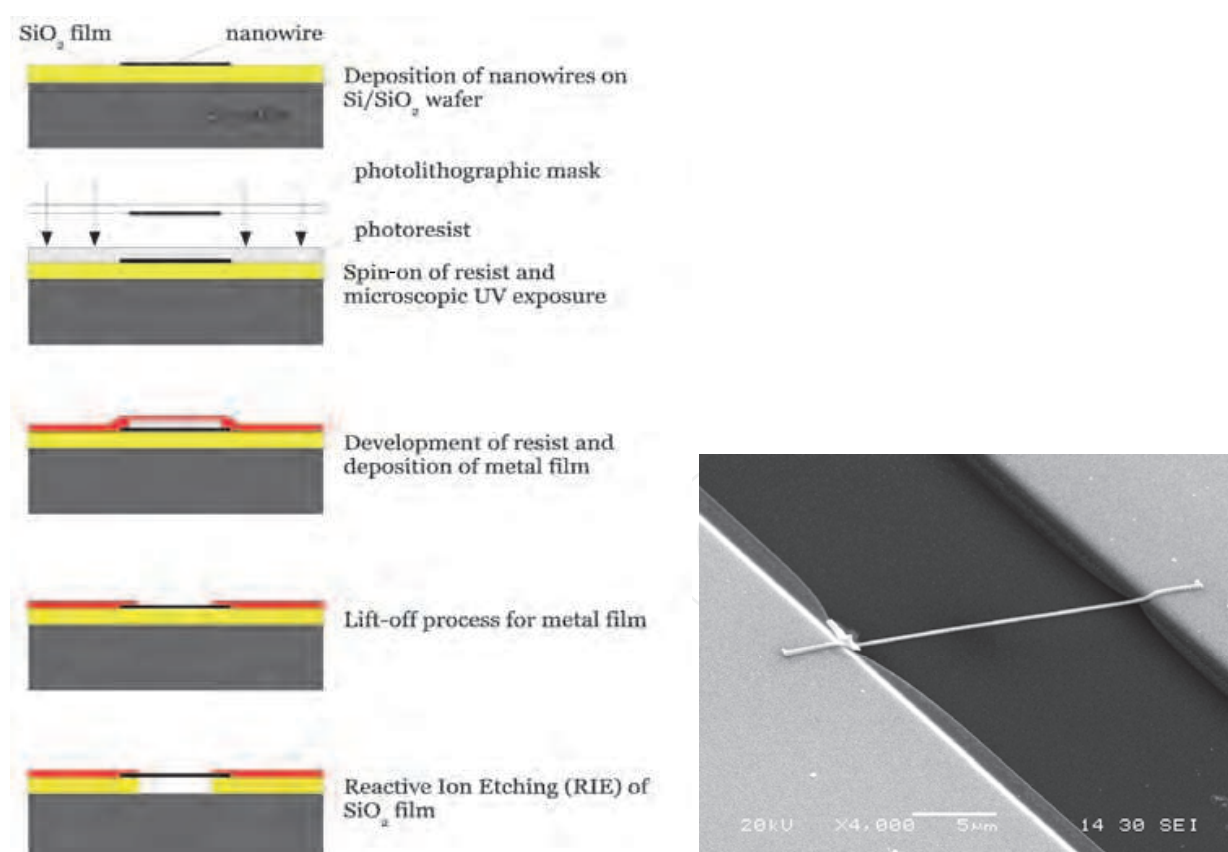 SiO₂ film nanowire
Deposition of nanowires on
Si/SiO₂ wafer
photolithographic mask
photoresist
Spin-on of resist and
microscopic UV exposure
Development of resist and
deposition of metal film
Lift-off process for metal film
Reactive Ion Etching (RIE) of
SiO₂ film
20kU X4,000 5μm 14 30 SEI